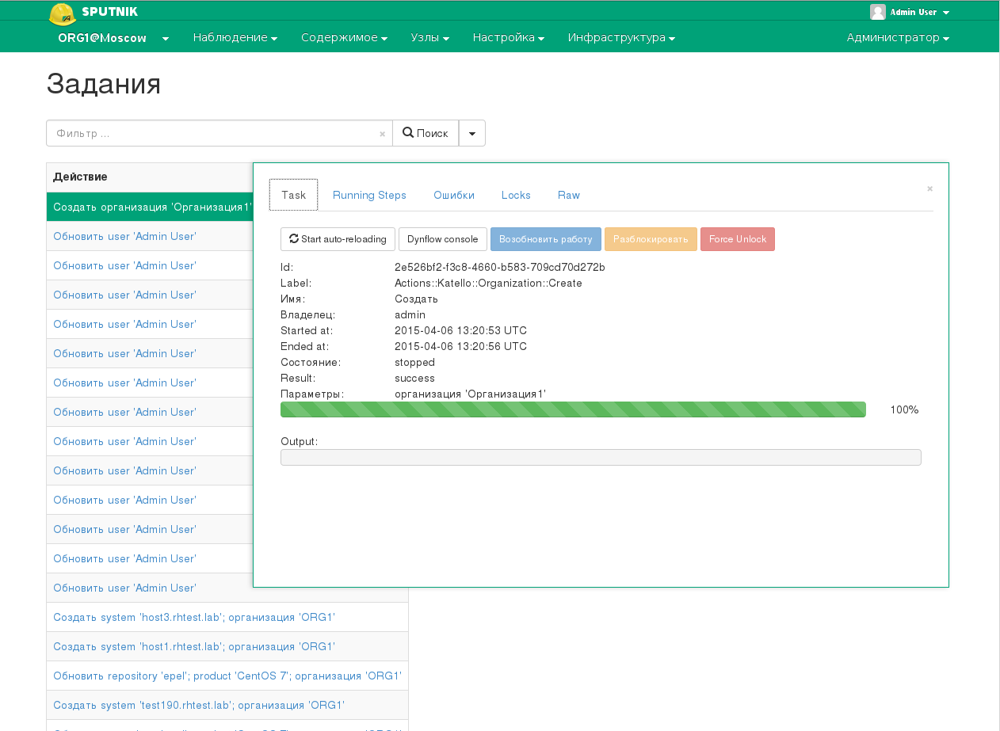 SPUTNIK
Admin User
ORG1@Moscow Наблюдение Содержимое Узлы Настройка Инфраструктура Администратор
Задания
Фильтр ... × Поиск
Действие
Создать организация 'Организация1'
Обновить user 'Admin User'
Обновить user 'Admin User'
Обновить user 'Admin User'
Обновить user 'Admin User'
Обновить user 'Admin User'
Обновить user 'Admin User'
Обновить user 'Admin User'
Обновить user 'Admin User'
Обновить user 'Admin User'
Обновить user 'Admin User'
Обновить user 'Admin User'
Обновить user 'Admin User'
Обновить user 'Admin User'
Создать system 'host3.rhtest.lab'; организация 'ORG1'
Создать system 'host1.rhtest.lab'; организация 'ORG1'
Обновить repository 'epel'; product 'CentOS 7'; организация 'ORG1'
Создать system 'test190.rhtest.lab'; организация 'ORG1'
Task Running Steps Ошибки Locks Raw ×
Start auto-reloading Dynflow console Возобновить работу Разблокировать Force Unlock
Id: 2e526bf2-f3c8-4660-b583-709cd70d272b
Label: Actions::Katello::Organization::Create
Имя: Создать
Владелец: admin
Started at: 2015-04-06 13:20:53 UTC
Ended at: 2015-04-06 13:20:56 UTC
Состояние: stopped
Result: success
Параметры: организация 'Организация1'
100%
Output: